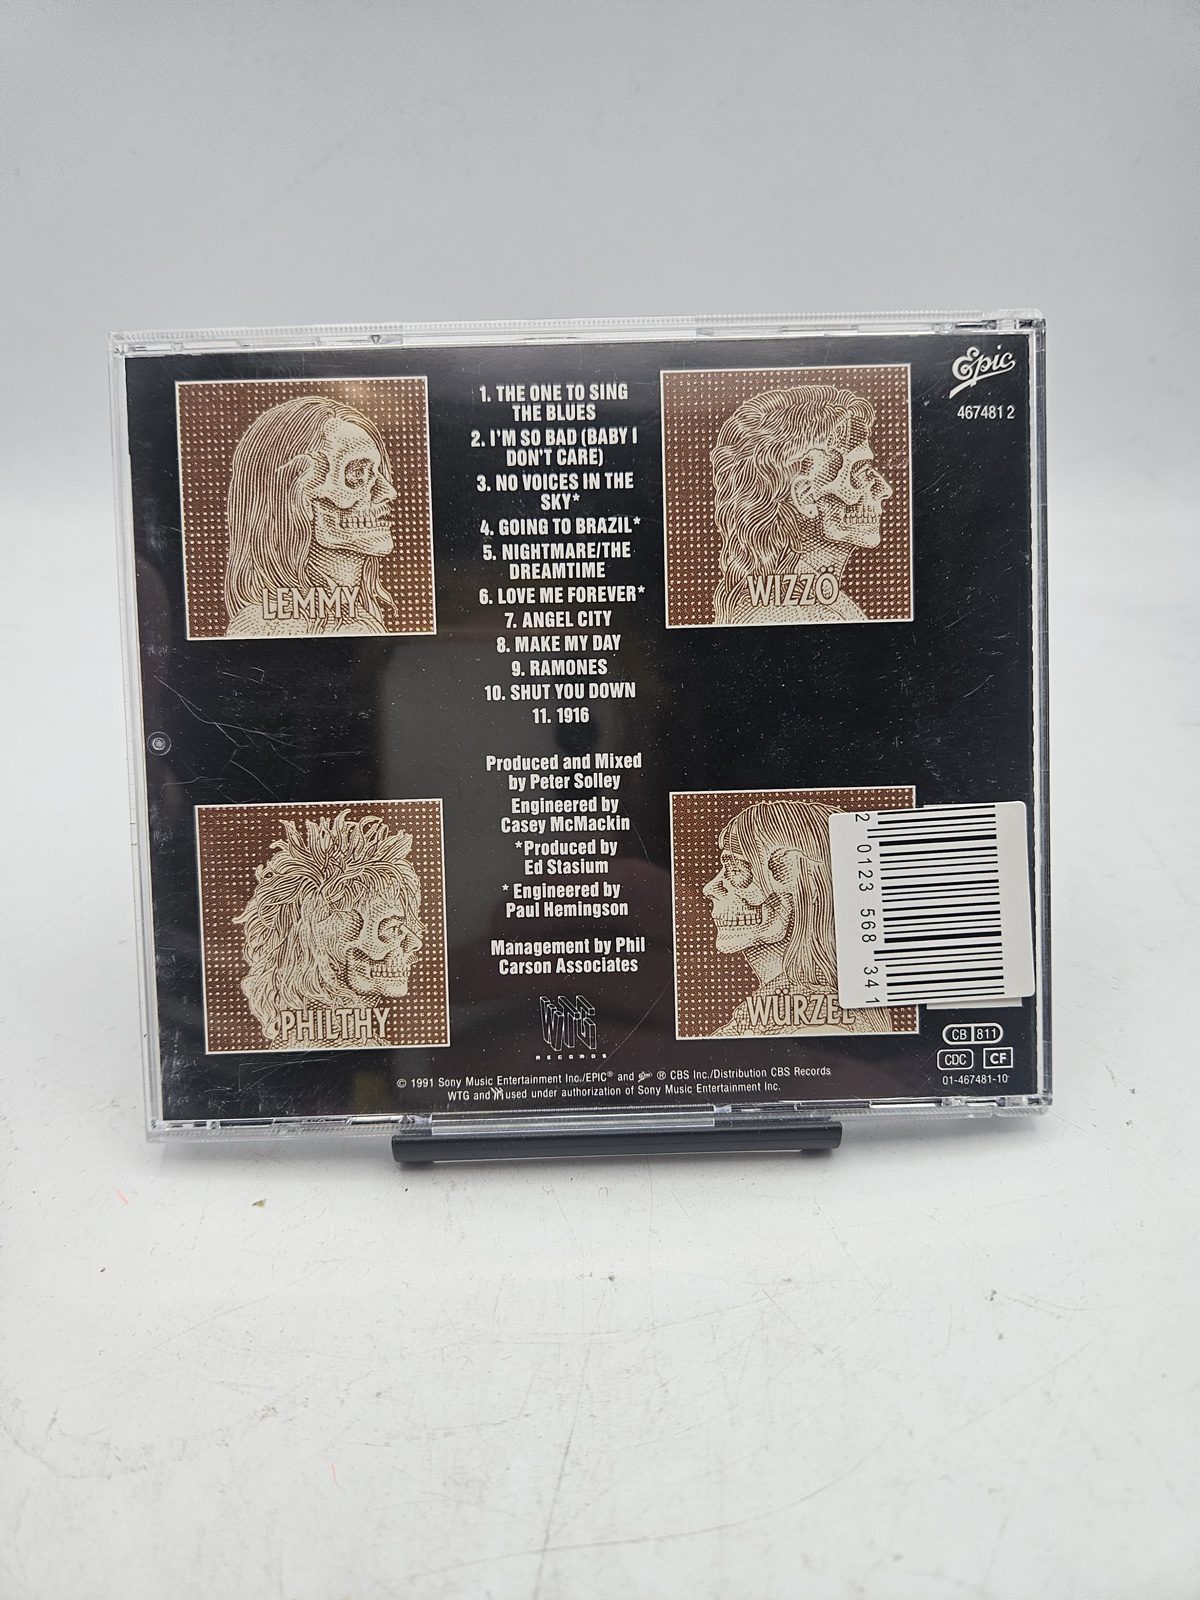 LEMMY
1. THE ONE TO SING
THE BLUES
2. I'M SO BAD (BABY I
DON'T CARE)
3. NO VOICES IN THE
SKY*
4. GOING TO BRAZIL*
5. NIGHTMARE/THE
DREAMTIME
6. LOVE ME FOREVER*
7. ANGEL CITY
8. MAKE MY DAY
9. RAMONES
10. SHUT YOU DOWN
11. 1916
WIZZÖ
Epic
467481 2
PHILTHY
Produced and Mixed
by Peter Solley
Engineered by
Casey McMackin
*Produced by
Ed Stasium
* Engineered by
Paul Hemingson
Management by Phil
Carson Associates
WTG
RECORDS
WÜRZEL
2 0123 568 34 1
CB 811
CDC CF
01-467481-10
© 1991 Sony Music Entertainment Inc./EPIC® and Epic ® CBS Inc./Distribution CBS Records
WTG and used under authorization of Sony Music Entertainment Inc.